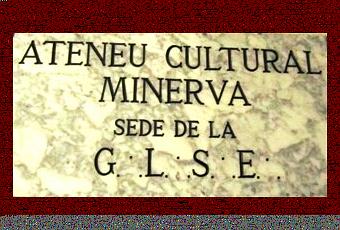 ATENEU CULTURAL
MINERVA
SEDE DE LA
G∴L∴S∴E∴